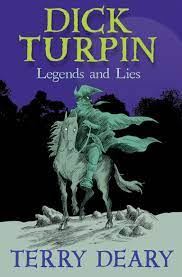 DICK
TURPIN
Legends and Lies
TERRY DEARY